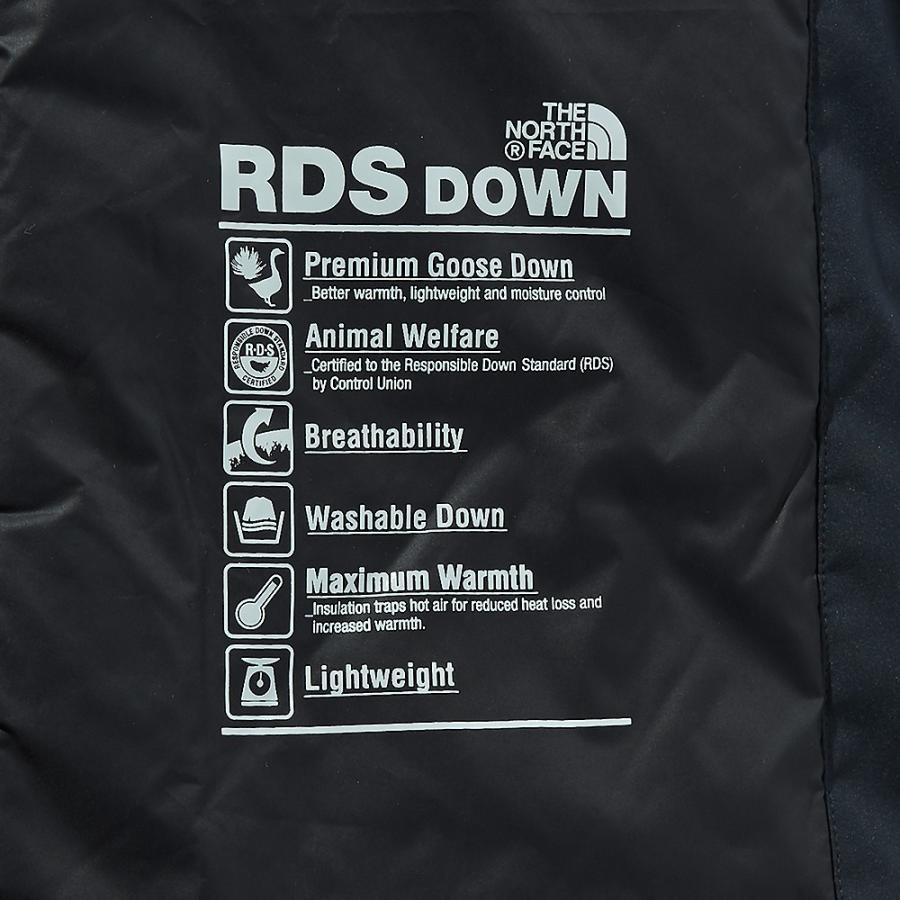 THE
NORTH
® FACE
RDS DOWN
Premium Goose Down
_Better warmth, lightweight and moisture control
RESPONSIBLE DOWN STANDARD
R·D·S
CERTIFIED
Animal Welfare
_Certified to the Responsible Down Standard (RDS)
by Control Union
Breathability
Washable Down
Maximum Warmth
_Insulation traps hot air for reduced heat loss and
increased warmth.
Lightweight